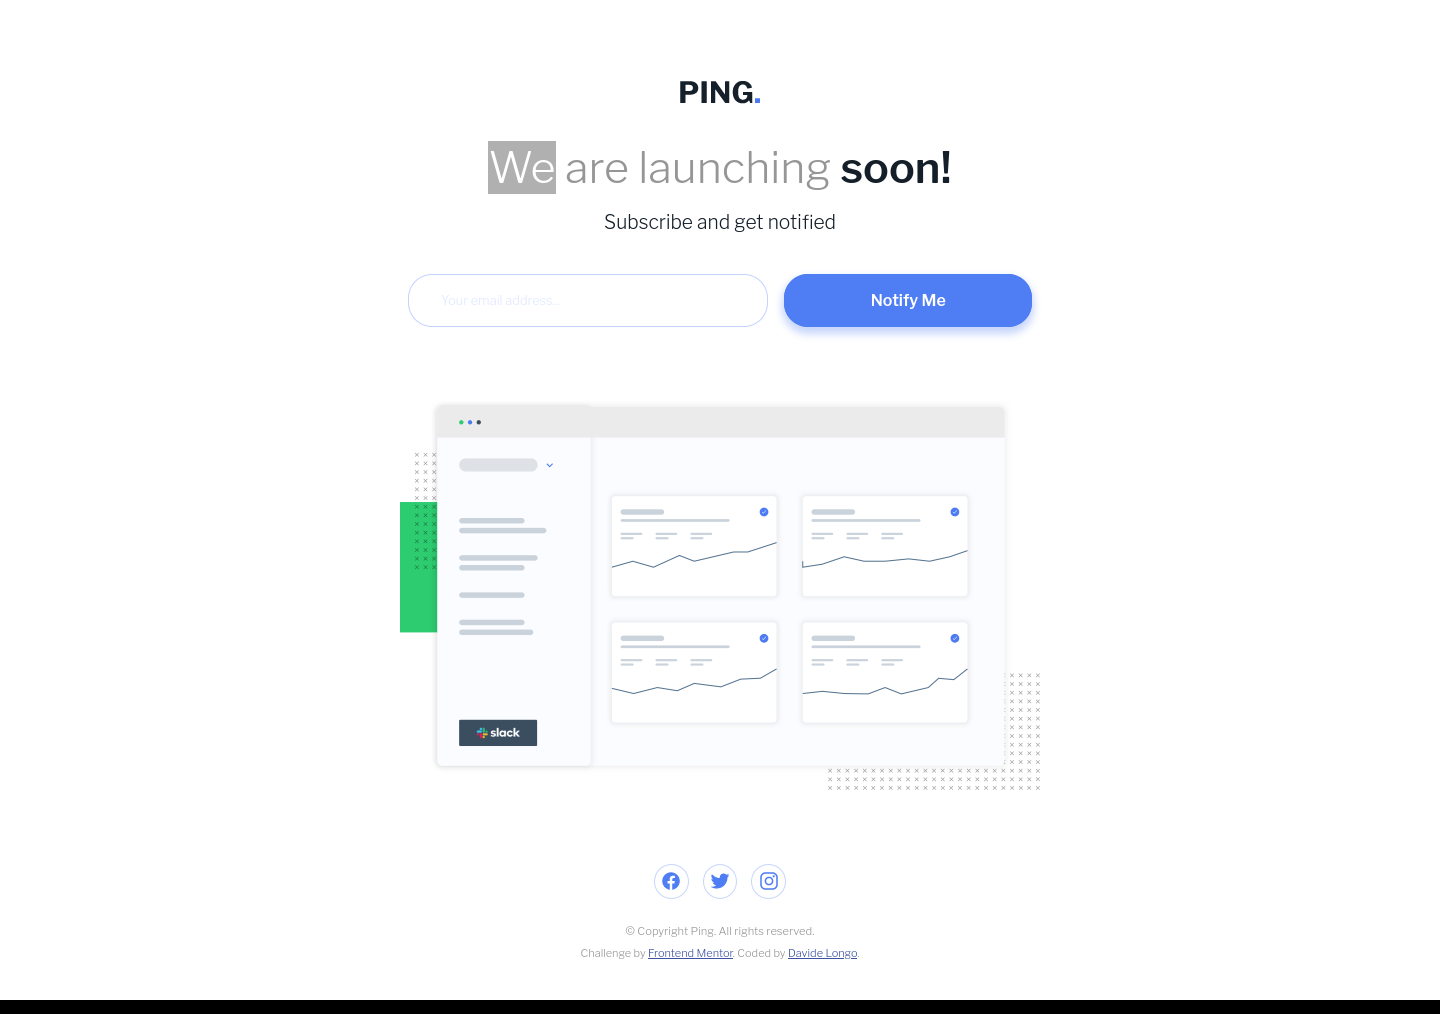 PING.
We are launching soon!
Subscribe and get notified
Your email address...
Notify Me
slack
© Copyright Ping. All rights reserved.
Challenge by Frontend Mentor. Coded by Davide Longo.